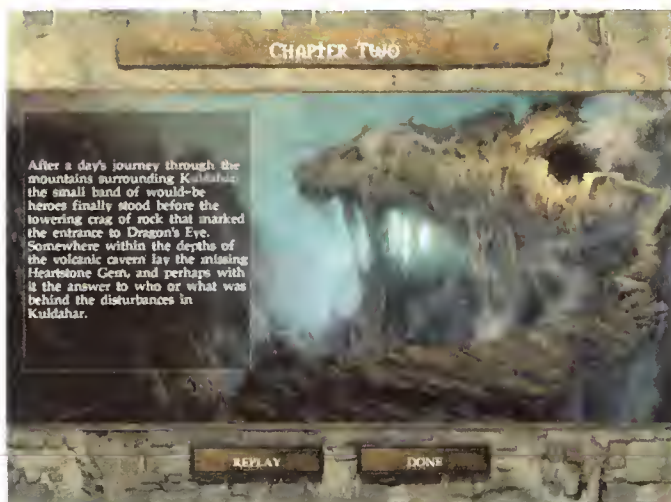 CHAPTER TWO
After a day's journey through the
mountains surrounding Kuldahar,
the small band of would-be
heroes finally stood before the
towering crag of rock that marked
the entrance to Dragon's Eye.
Somewhere within the depths of
the volcanic cavern lay the missing
Heartstone Gem, and perhaps with
it the answer to who or what was
behind the disturbances in
Kuldahar.
REPLAY
DONE